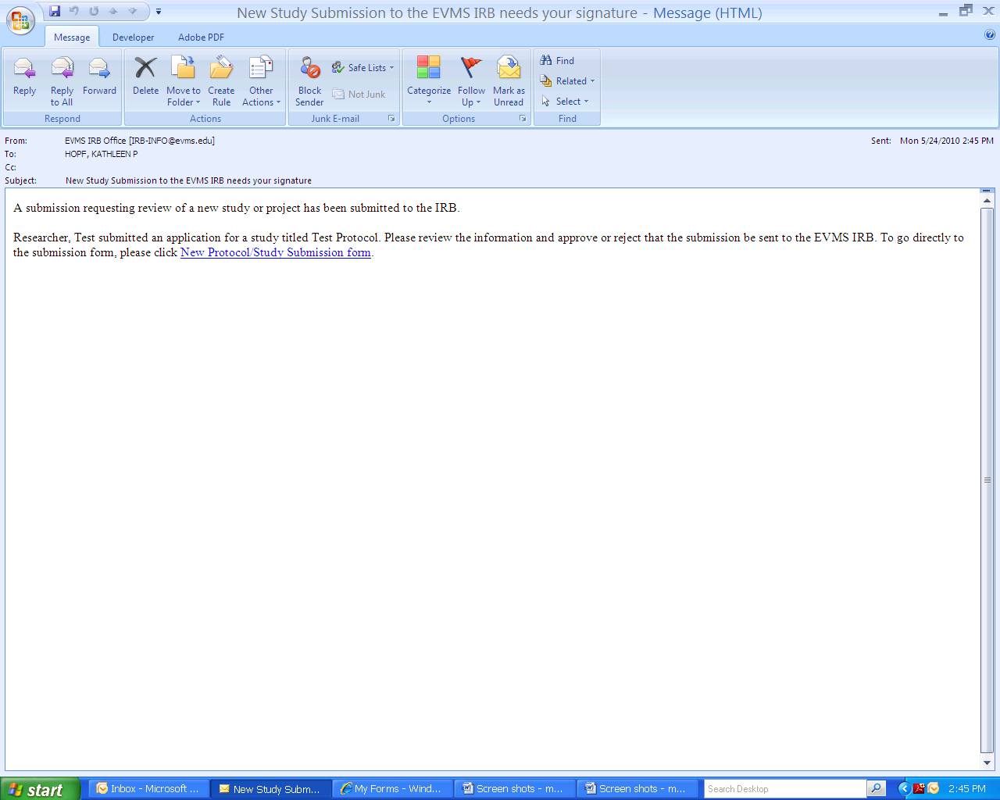 New Study Submission to the EVMS IRB needs your signature - Message (HTML)
Message Developer Adobe PDF
Reply
Reply to All
Forward
Respond
Delete
Move to Folder
Create Rule
Other Actions
Actions
Block Sender
Safe Lists
Not Junk
Junk E-mail
Categorize
Follow Up
Mark as Unread
Options
Find
Related
Select
Find
From: EVMS IRB Office [IRB-INFO@evms.edu] Sent: Mon 5/24/2010 2:45 PM
To: HOPF, KATHLEEN P
Cc:
Subject: New Study Submission to the EVMS IRB needs your signature
A submission requesting review of a new study or project has been submitted to the IRB.
Researcher, Test submitted an application for a study titled Test Protocol. Please review the information and approve or reject that the submission be sent to the EVMS IRB. To go directly to
the submission form, please click New Protocol/Study Submission form.
start Inbox - Microsoft ... New Study Subm... My Forms - Wind... Screen shots - m... Screen shots - m... Search Desktop 2:45 PM